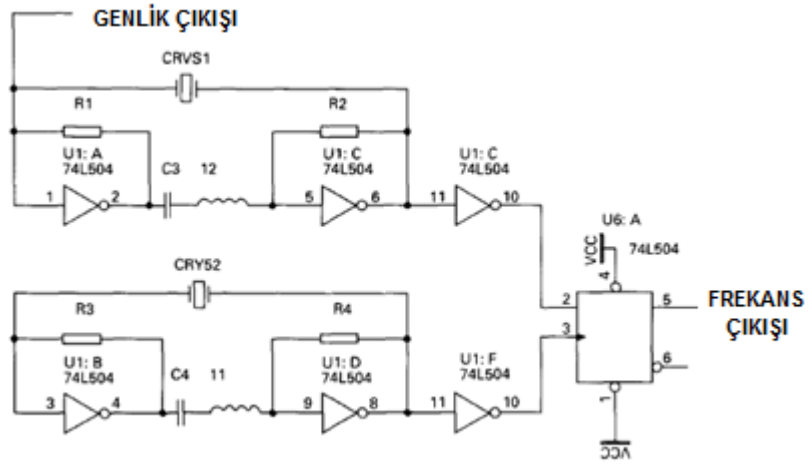 GENLİK ÇIKIŞI
CRVS1
R1
R2
U1: A
74L504
C3
12
U1: C
74L504
U1: C
74L504
1
2
5
6
11
10
U6: A
74L504
VCC
4
CRY52
R3
R4
2
5
FREKANS
ÇIKIŞI
3
6
U1: B
74L504
C4
11
U1: D
74L504
U1: F
74L504
3
4
9
8
11
10
1
VCC